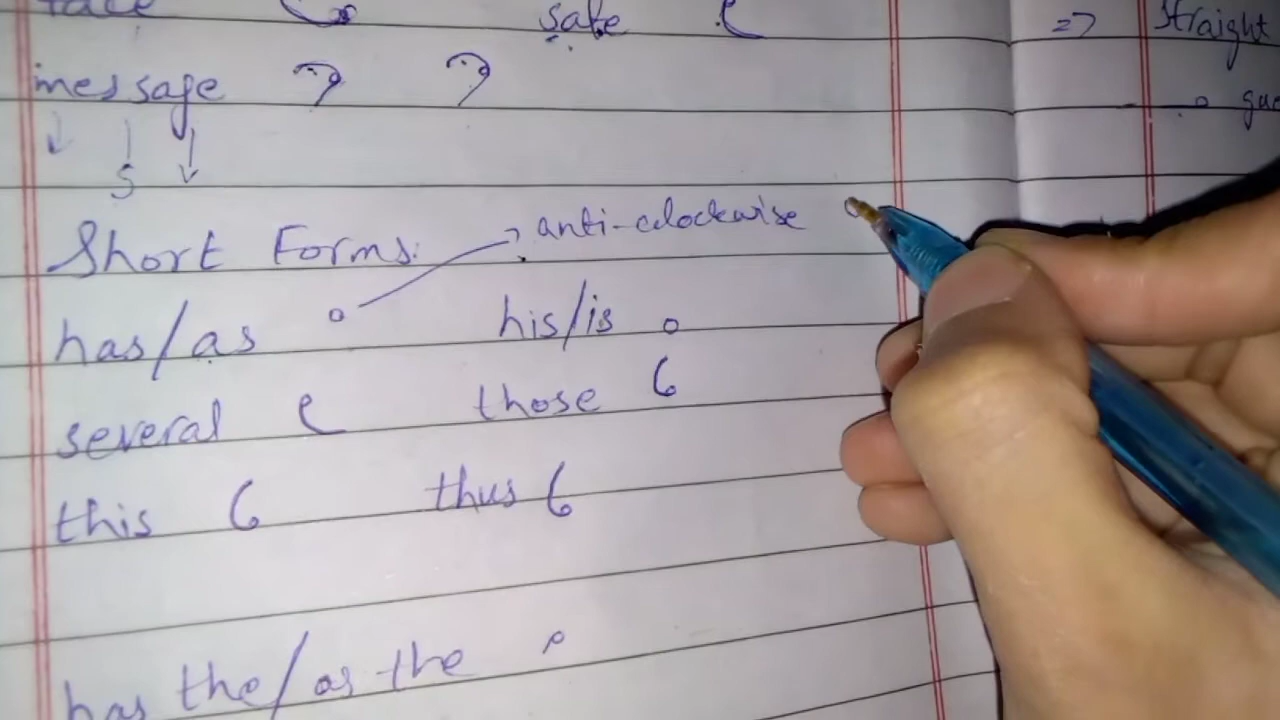 safe
message
S
Short Forms:
anti-clockwise
has/as his/is
several those
this thus
has the/as the
=> Straight